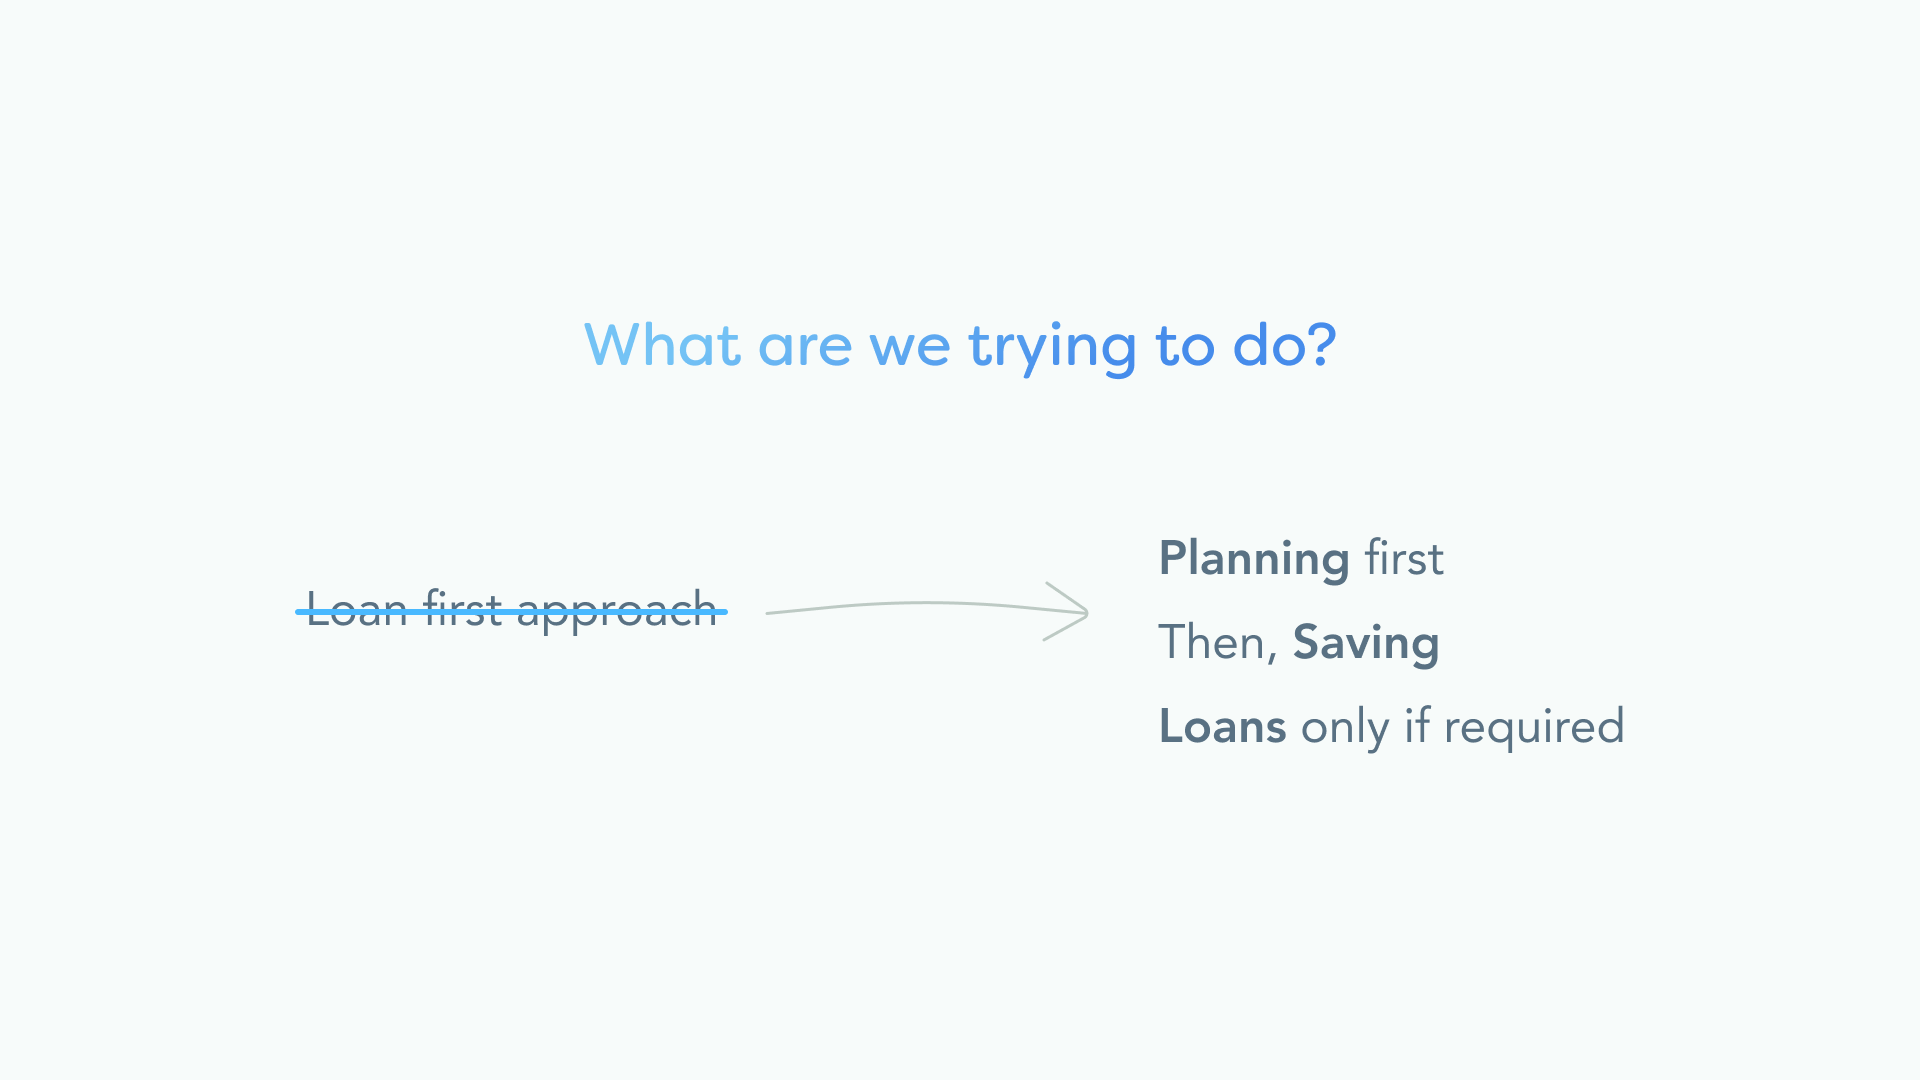 What are we trying to do?
Loan first approach
Planning first
Then, Saving
Loans only if required